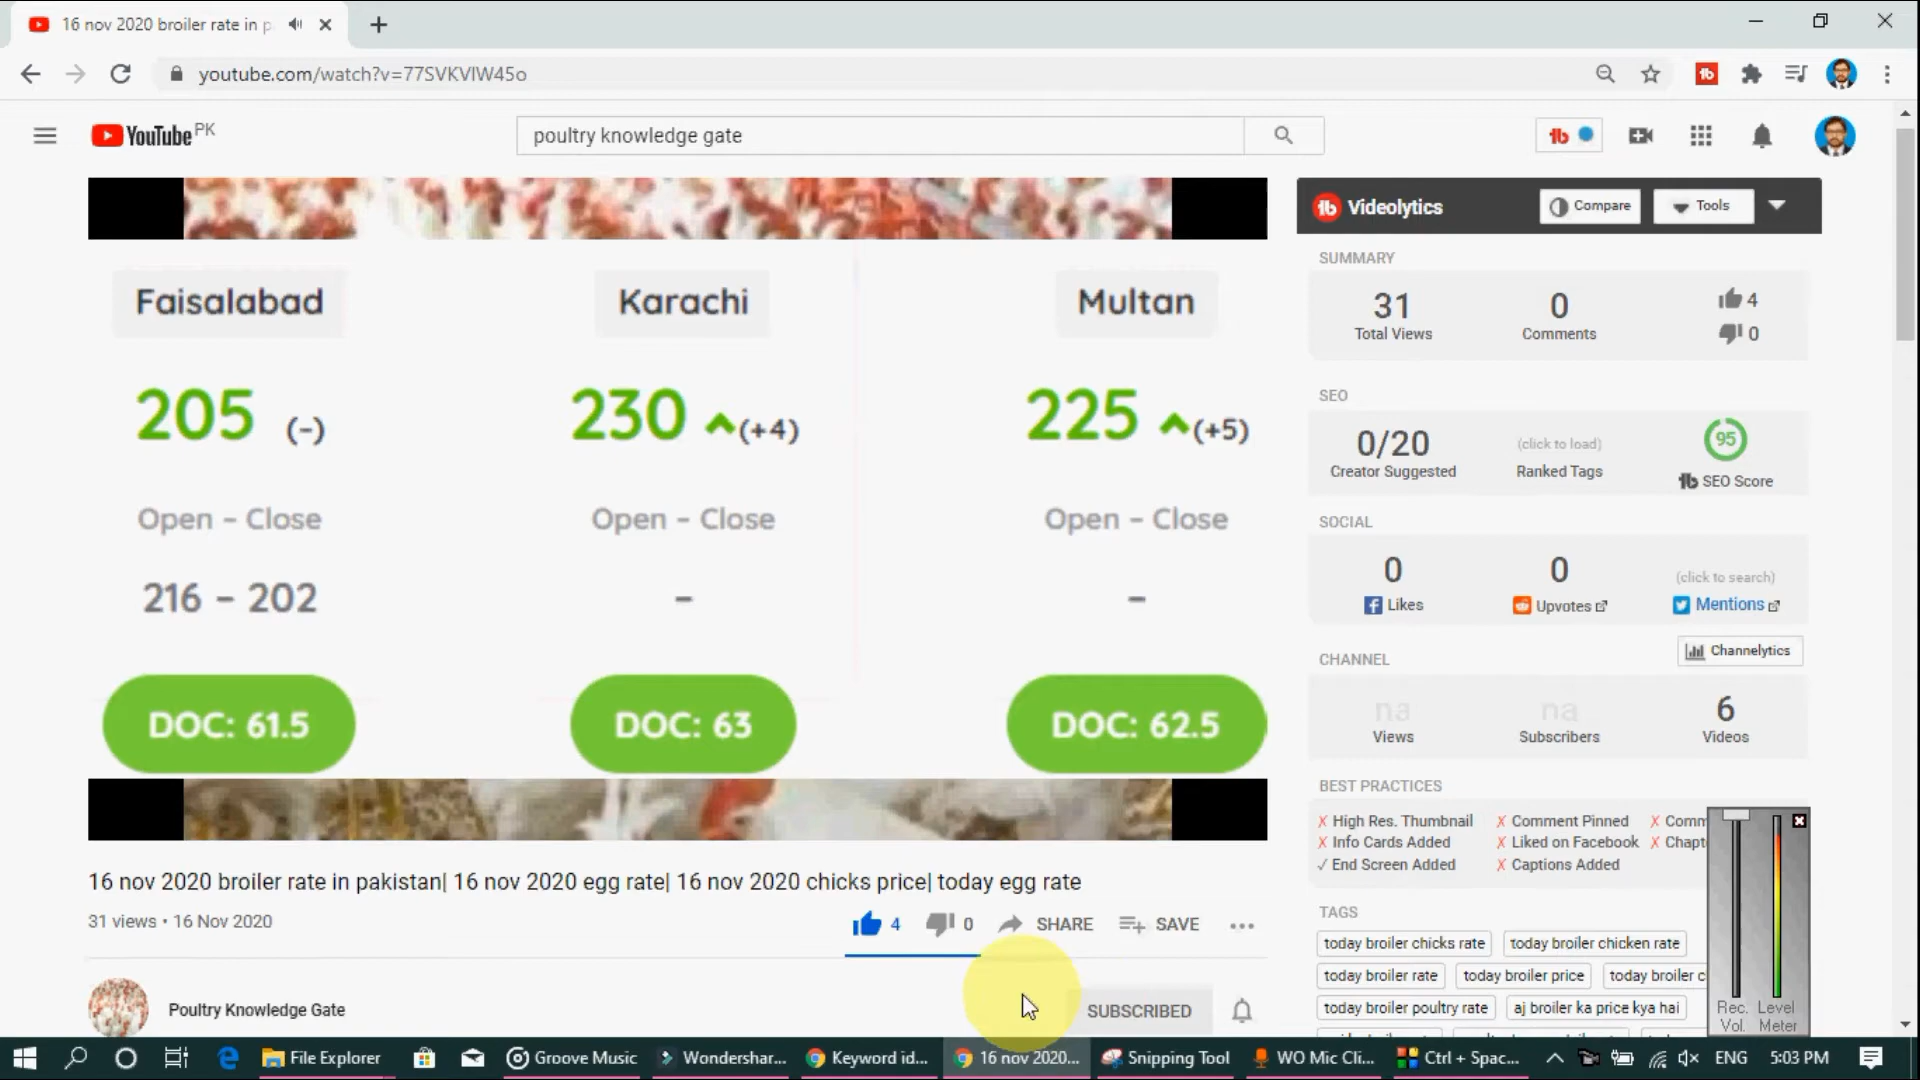 16 nov 2020 broiler rate in p
youtube.com/watch?v=77SVKVIW45o
YouTube PK
poultry knowledge gate
Faisalabad
Karachi
Multan
205 (-)
230 (+4)
225 (+5)
Open - Close
Open - Close
Open - Close
216 - 202
-
-
DOC: 61.5
DOC: 63
DOC: 62.5
16 nov 2020 broiler rate in pakistan| 16 nov 2020 egg rate| 16 nov 2020 chicks price| today egg rate
31 views • 16 Nov 2020
4
0
SHARE
SAVE
Poultry Knowledge Gate
SUBSCRIBED
Videolytics
Compare
Tools
SUMMARY
31
Total Views
0
Comments
4
0
SEO
0/20
Creator Suggested
(click to load)
Ranked Tags
95
SEO Score
SOCIAL
0
Likes
0
Upvotes
(click to search)
Mentions
CHANNEL
Channelytics
na
Views
na
Subscribers
6
Videos
BEST PRACTICES
High Res. Thumbnail
Comment Pinned
Comm
Info Cards Added
Liked on Facebook
Chapt
End Screen Added
Captions Added
TAGS
today broiler chicks rate
today broiler chicken rate
today broiler rate
today broiler price
today broiler c
today broiler poultry rate
aj broiler ka price kya hai
Rec. Vol.
Level Meter
File Explorer
Groove Music
Wondershar...
Keyword id...
16 nov 2020...
Snipping Tool
WO Mic Cli...
Ctrl + Spac...
ENG
5:03 PM